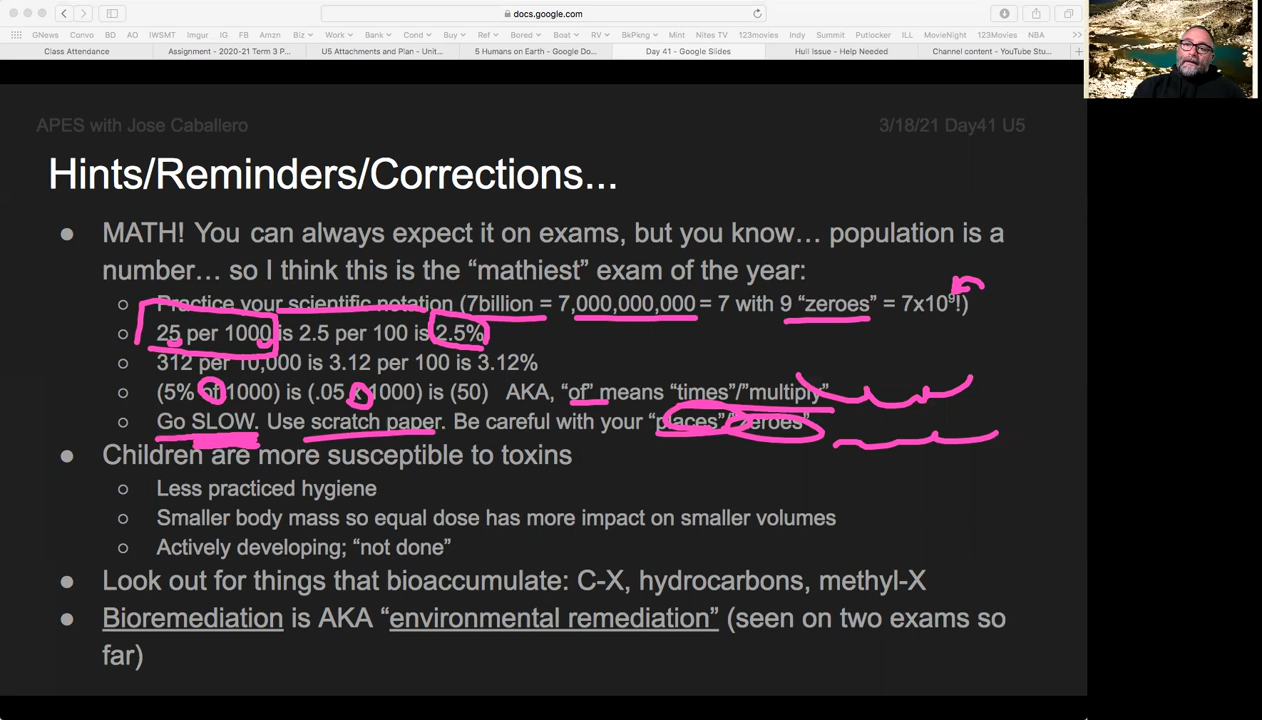 docs.google.com
GNews Convo BD AO IWSMT Imgur IG FB Amzn Biz Work Bank Cond Buy Ref Bored Boat RV BkPkng Mint Nites TV 123movies Indy Summit Putlocker ILL MovieNight 123Movies NBA >>
Class Attendance Assignment - 2020-21 Term 3 P... U5 Attachments and Plan - Unit... 5 Humans on Earth - Google Do... Day 41 - Google Slides Hull Issue - Help Needed Channel content - YouTube Stu... +
APES with Jose Caballero 3/18/21 Day41 U5
Hints/Reminders/Corrections...
● MATH! You can always expect it on exams, but you know... population is a
number... so I think this is the “mathiest” exam of the year:
○ Practice your scientific notation (7billion = 7,000,000,000 = 7 with 9 “zeroes” = 7x10⁹!)
○ 25 per 1000 is 2.5 per 100 is 2.5%
○ 312 per 10,000 is 3.12 per 100 is 3.12%
○ (5% of 1000) is (.05 x 1000) is (50) AKA, “of” means “times”/”multiply”
○ Go SLOW. Use scratch paper. Be careful with your “places”/”zeroes”
● Children are more susceptible to toxins
○ Less practiced hygiene
○ Smaller body mass so equal dose has more impact on smaller volumes
○ Actively developing; “not done”
● Look out for things that bioaccumulate: C-X, hydrocarbons, methyl-X
● Bioremediation is AKA “environmental remediation” (seen on two exams so
far)